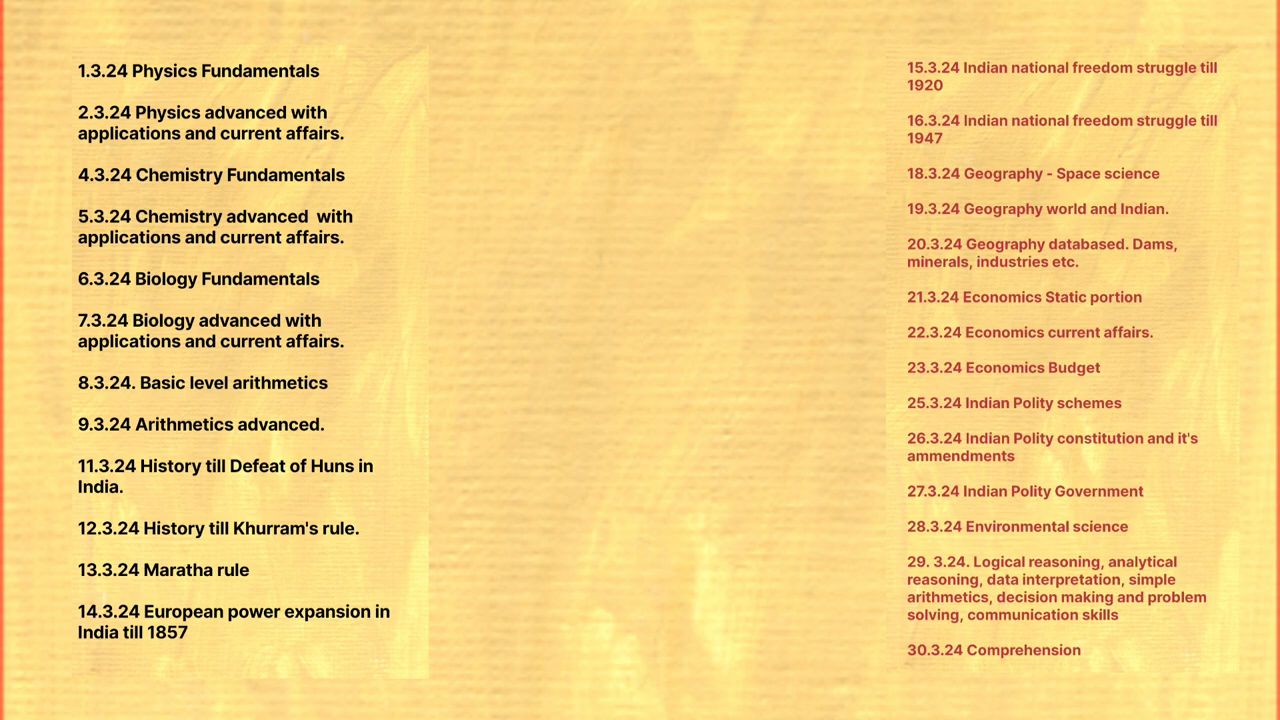 1.3.24 Physics Fundamentals
2.3.24 Physics advanced with
applications and current affairs.
4.3.24 Chemistry Fundamentals
5.3.24 Chemistry advanced  with
applications and current affairs.
6.3.24 Biology Fundamentals
7.3.24 Biology advanced with
applications and current affairs.
8.3.24. Basic level arithmetics
9.3.24 Arithmetics advanced.
11.3.24 History till Defeat of Huns in
India.
12.3.24 History till Khurram's rule.
13.3.24 Maratha rule
14.3.24 European power expansion in
India till 1857
15.3.24 Indian national freedom struggle till
1920
16.3.24 Indian national freedom struggle till
1947
18.3.24 Geography - Space science
19.3.24 Geography world and Indian.
20.3.24 Geography databased. Dams,
minerals, industries etc.
21.3.24 Economics Static portion
22.3.24 Economics current affairs.
23.3.24 Economics Budget
25.3.24 Indian Polity schemes
26.3.24 Indian Polity constitution and it's
ammendments
27.3.24 Indian Polity Government
28.3.24 Environmental science
29. 3.24. Logical reasoning, analytical
reasoning, data interpretation, simple
arithmetics, decision making and problem
solving, communication skills
30.3.24 Comprehension